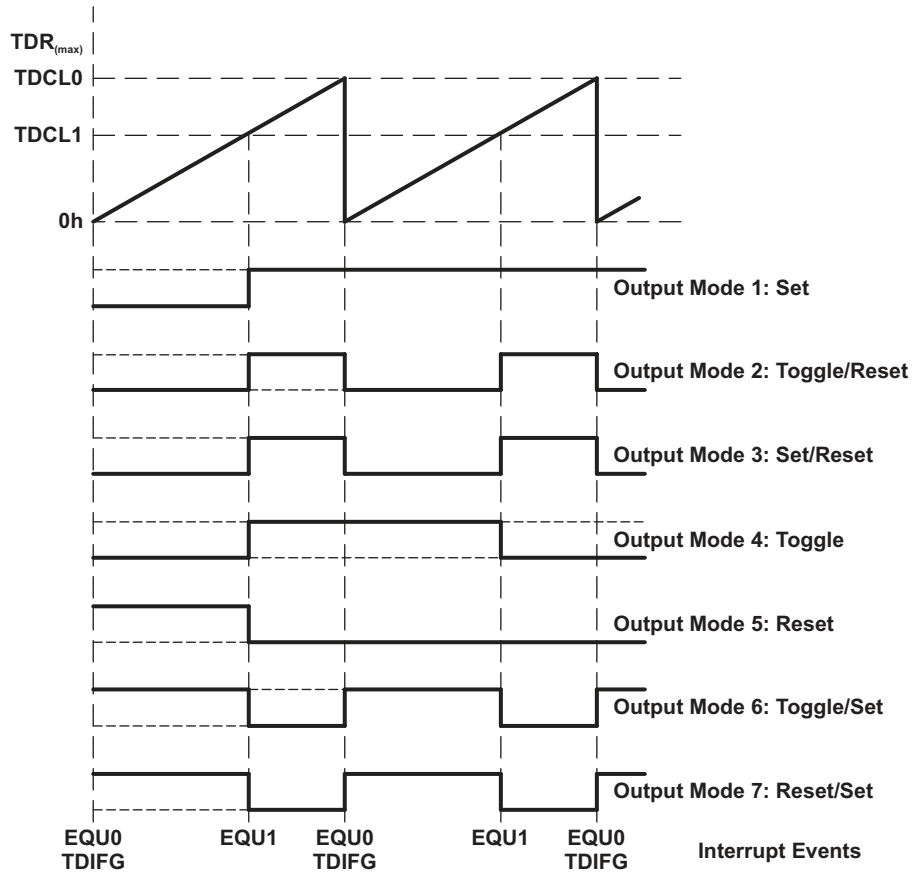 TDR(max)
TDCL0
TDCL1
0h
Output Mode 1: Set
Output Mode 2: Toggle/Reset
Output Mode 3: Set/Reset
Output Mode 4: Toggle
Output Mode 5: Reset
Output Mode 6: Toggle/Set
Output Mode 7: Reset/Set
EQU0 EQU1 EQU0 EQU1 EQU0
TDIFG TDIFG TDIFG
Interrupt Events